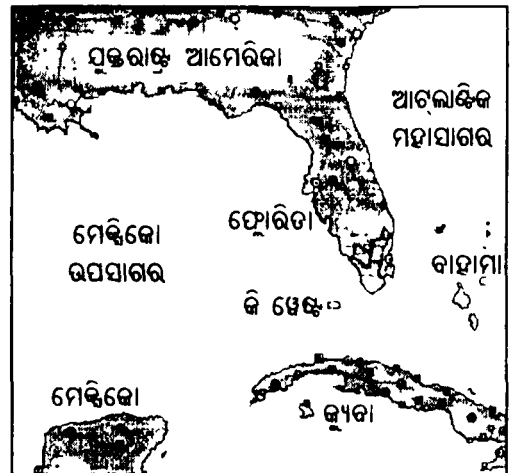 ଯୁକ୍ତରାଷ୍ଟ୍ର ଆମେରିକା
ଆଟ୍‌ଲାଣ୍ଟିକ
ମହାସାଗର
ମେକ୍ସିକୋ
ଉପସାଗର
ଫ୍ଲୋରିଡା
ବାହାମା
କି ୱେଷ୍ଟ
ମେକ୍ସିକୋ
କ୍ୟୁବା